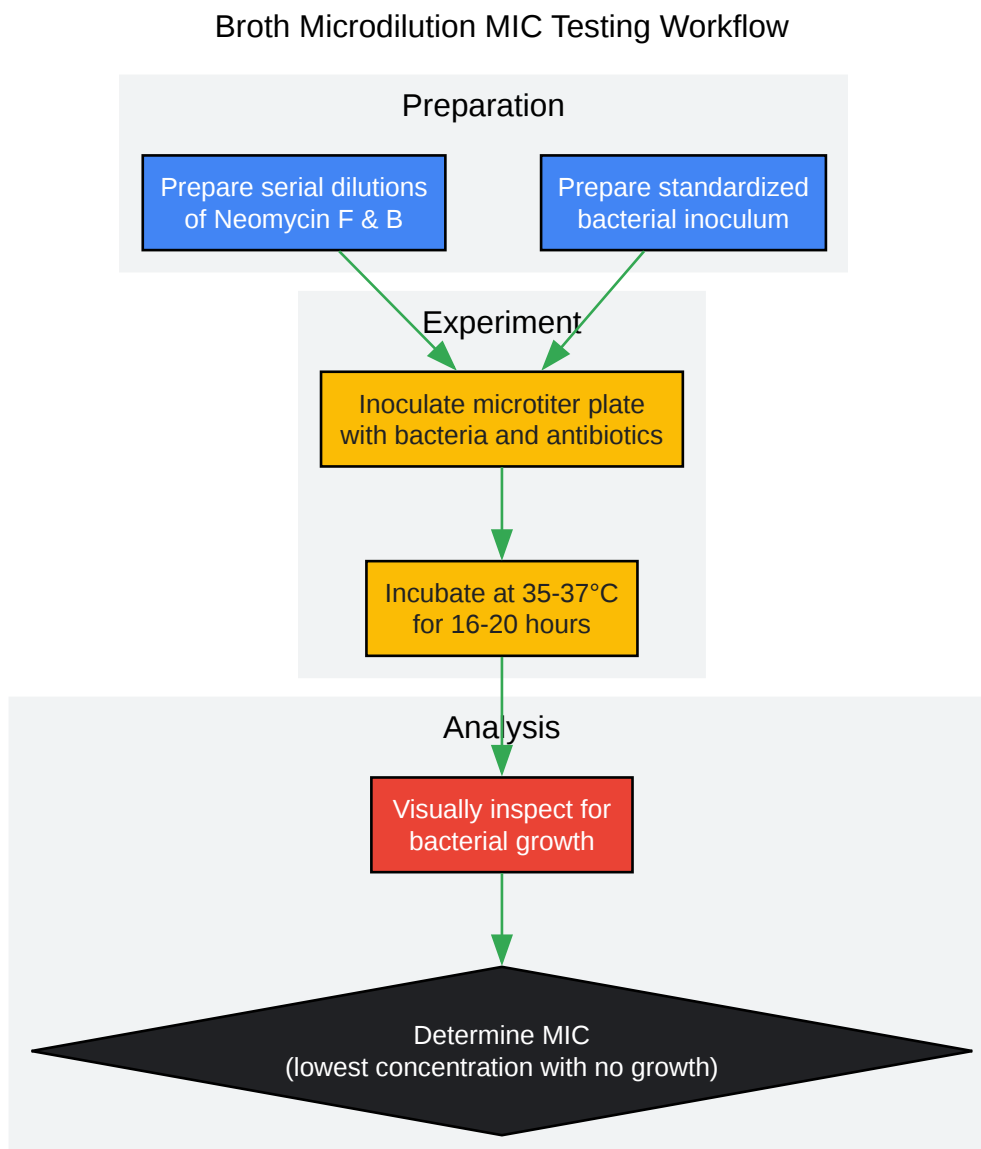 Broth Microdilution MIC Testing Workflow
Preparation
Prepare serial dilutions
of Neomycin F & B
Prepare standardized
bacterial inoculum
Experiment
Inoculate microtiter plate
with bacteria and antibiotics
Incubate at 35-37°C
for 16-20 hours
Analysis
Visually inspect for
bacterial growth
Determine MIC
(lowest concentration with no growth)